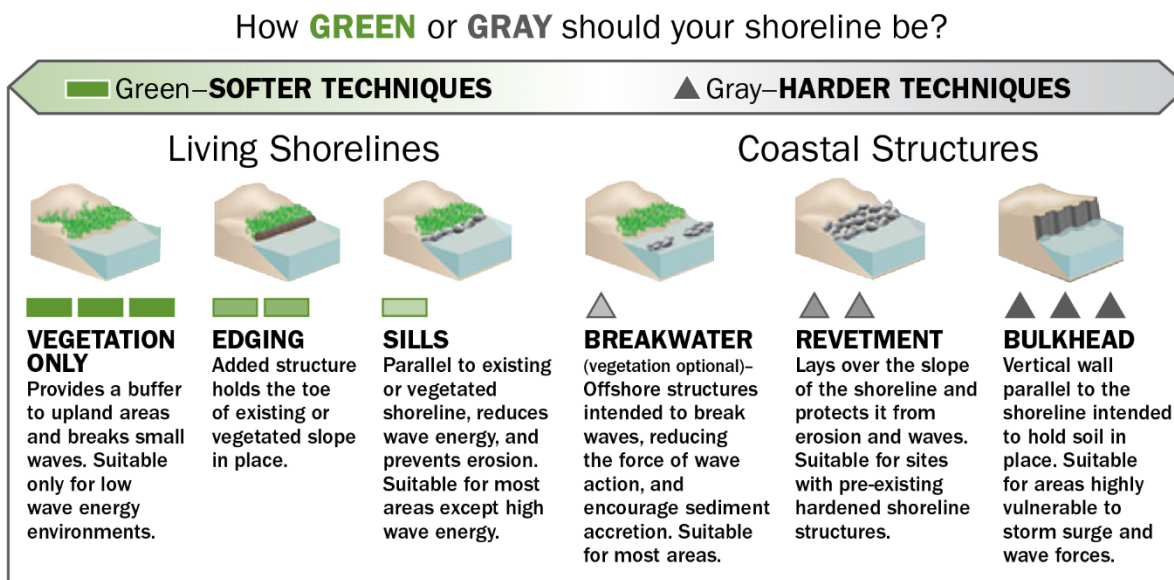 How GREEN or GRAY should your shoreline be?
Green–SOFTER TECHNIQUES
Gray–HARDER TECHNIQUES
Living Shorelines
Coastal Structures
VEGETATION
ONLY
Provides a buffer
to upland areas
and breaks small
waves. Suitable
only for low
wave energy
environments.
EDGING
Added structure
holds the toe
of existing or
vegetated slope
in place.
SILLS
Parallel to existing
or vegetated
shoreline, reduces
wave energy, and
prevents erosion.
Suitable for most
areas except high
wave energy.
BREAKWATER
(vegetation optional)–
Offshore structures
intended to break
waves, reducing
the force of wave
action, and
encourage sediment
accretion. Suitable
for most areas.
REVETMENT
Lays over the slope
of the shoreline and
protects it from
erosion and waves.
Suitable for sites
with pre-existing
hardened shoreline
structures.
BULKHEAD
Vertical wall
parallel to the
shoreline intended
to hold soil in
place. Suitable
for areas highly
vulnerable to
storm surge and
wave forces.